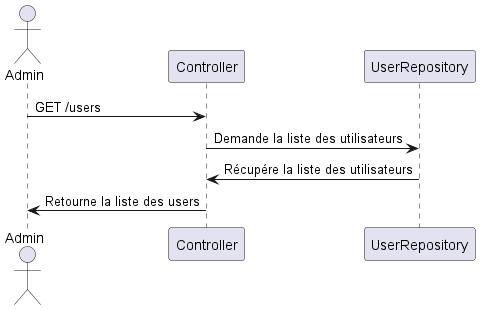 Admin
Controller
UserRepository
GET /users
Demande la liste des utilisateurs
Récupére la liste des utilisateurs
Retourne la liste des users
Admin
Controller
UserRepository